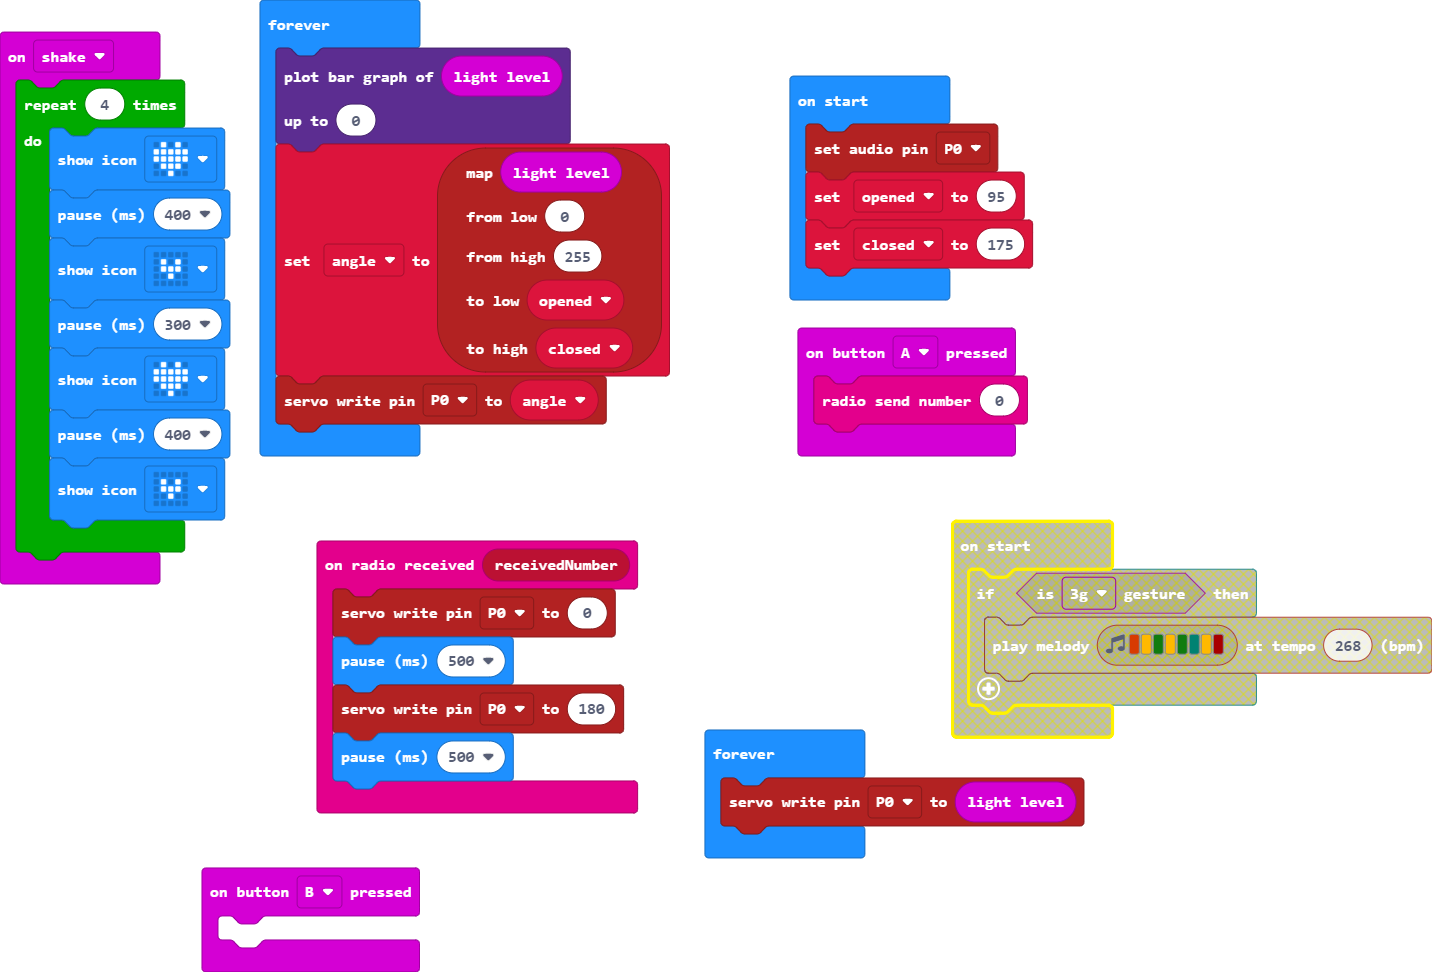 on shake
repeat 4 times
do
show icon
pause (ms) 400
show icon
pause (ms) 300
show icon
pause (ms) 400
show icon
forever
plot bar graph of light level
up to 0
set angle to
map light level
from low 0
from high 255
to low opened
to high closed
servo write pin P0 to angle
on start
set audio pin P0
set opened to 95
set closed to 175
on button A pressed
radio send number 0
on radio received receivedNumber
servo write pin P0 to 0
pause (ms) 500
servo write pin P0 to 180
pause (ms) 500
on start
if is 3g gesture then
play melody at tempo 268 (bpm)
forever
servo write pin P0 to light level
on button B pressed